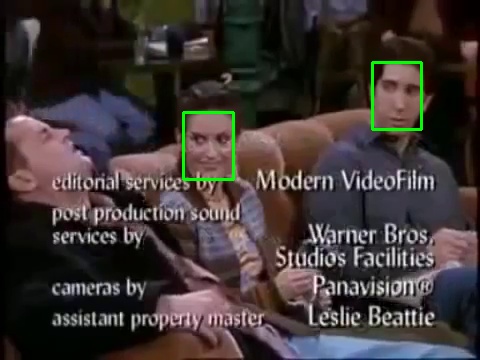 editorial services by Modern VideoFilm
post production sound
services by Warner Bros.
Studios Facilities
cameras by Panavision®
assistant property master Leslie Beattie